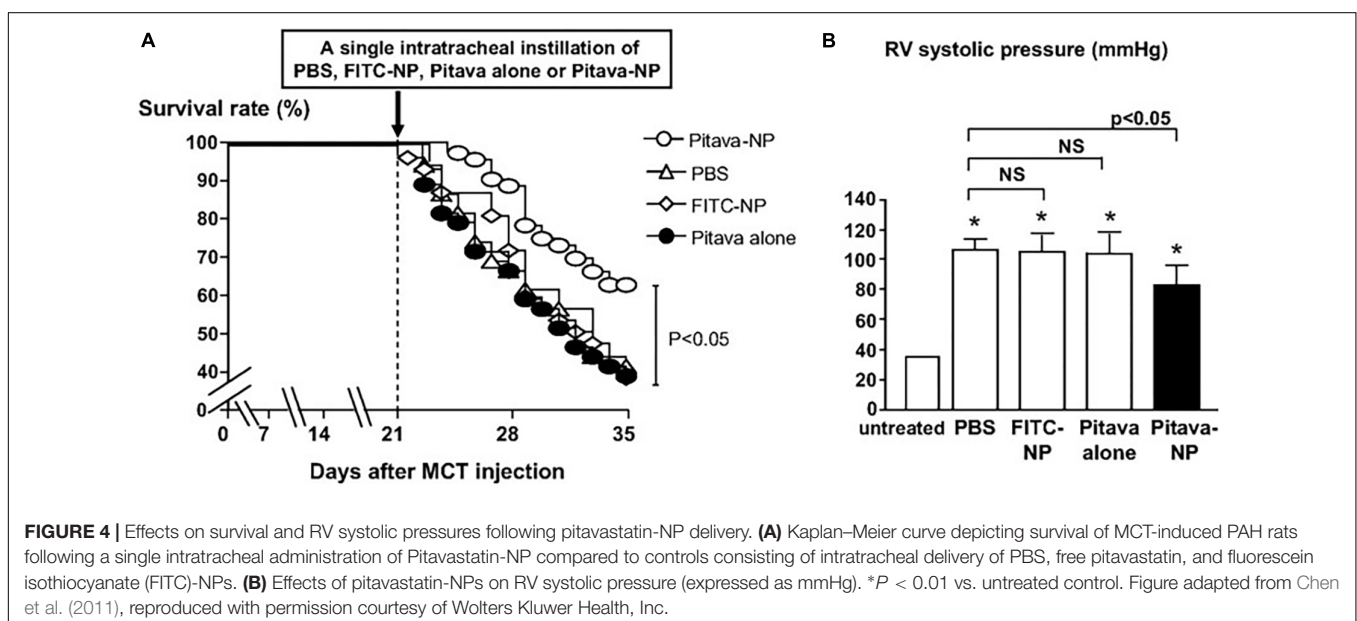 A
A single intratracheal instillation of
PBS, FITC-NP, Pitava alone or Pitava-NP
Survival rate (%)
100
90
80
70
60
50
40
0
0 7 14 21 28 35
Days after MCT injection
Pitava-NP
PBS
FITC-NP
Pitava alone
P<0.05
B
RV systolic pressure (mmHg)
p<0.05
NS
NS
140
120
100
80
60
40
20
0
* * * *
untreated PBS FITC-NP Pitava alone Pitava-NP
FIGURE 4 | Effects on survival and RV systolic pressures following pitavastatin-NP delivery. (A) Kaplan–Meier curve depicting survival of MCT-induced PAH rats
following a single intratracheal administration of Pitavastatin-NP compared to controls consisting of intratracheal delivery of PBS, free pitavastatin, and fluorescein
isothiocyanate (FITC)-NPs. (B) Effects of pitavastatin-NPs on RV systolic pressure (expressed as mmHg). *P < 0.01 vs. untreated control. Figure adapted from Chen
et al. (2011), reproduced with permission courtesy of Wolters Kluwer Health, Inc.